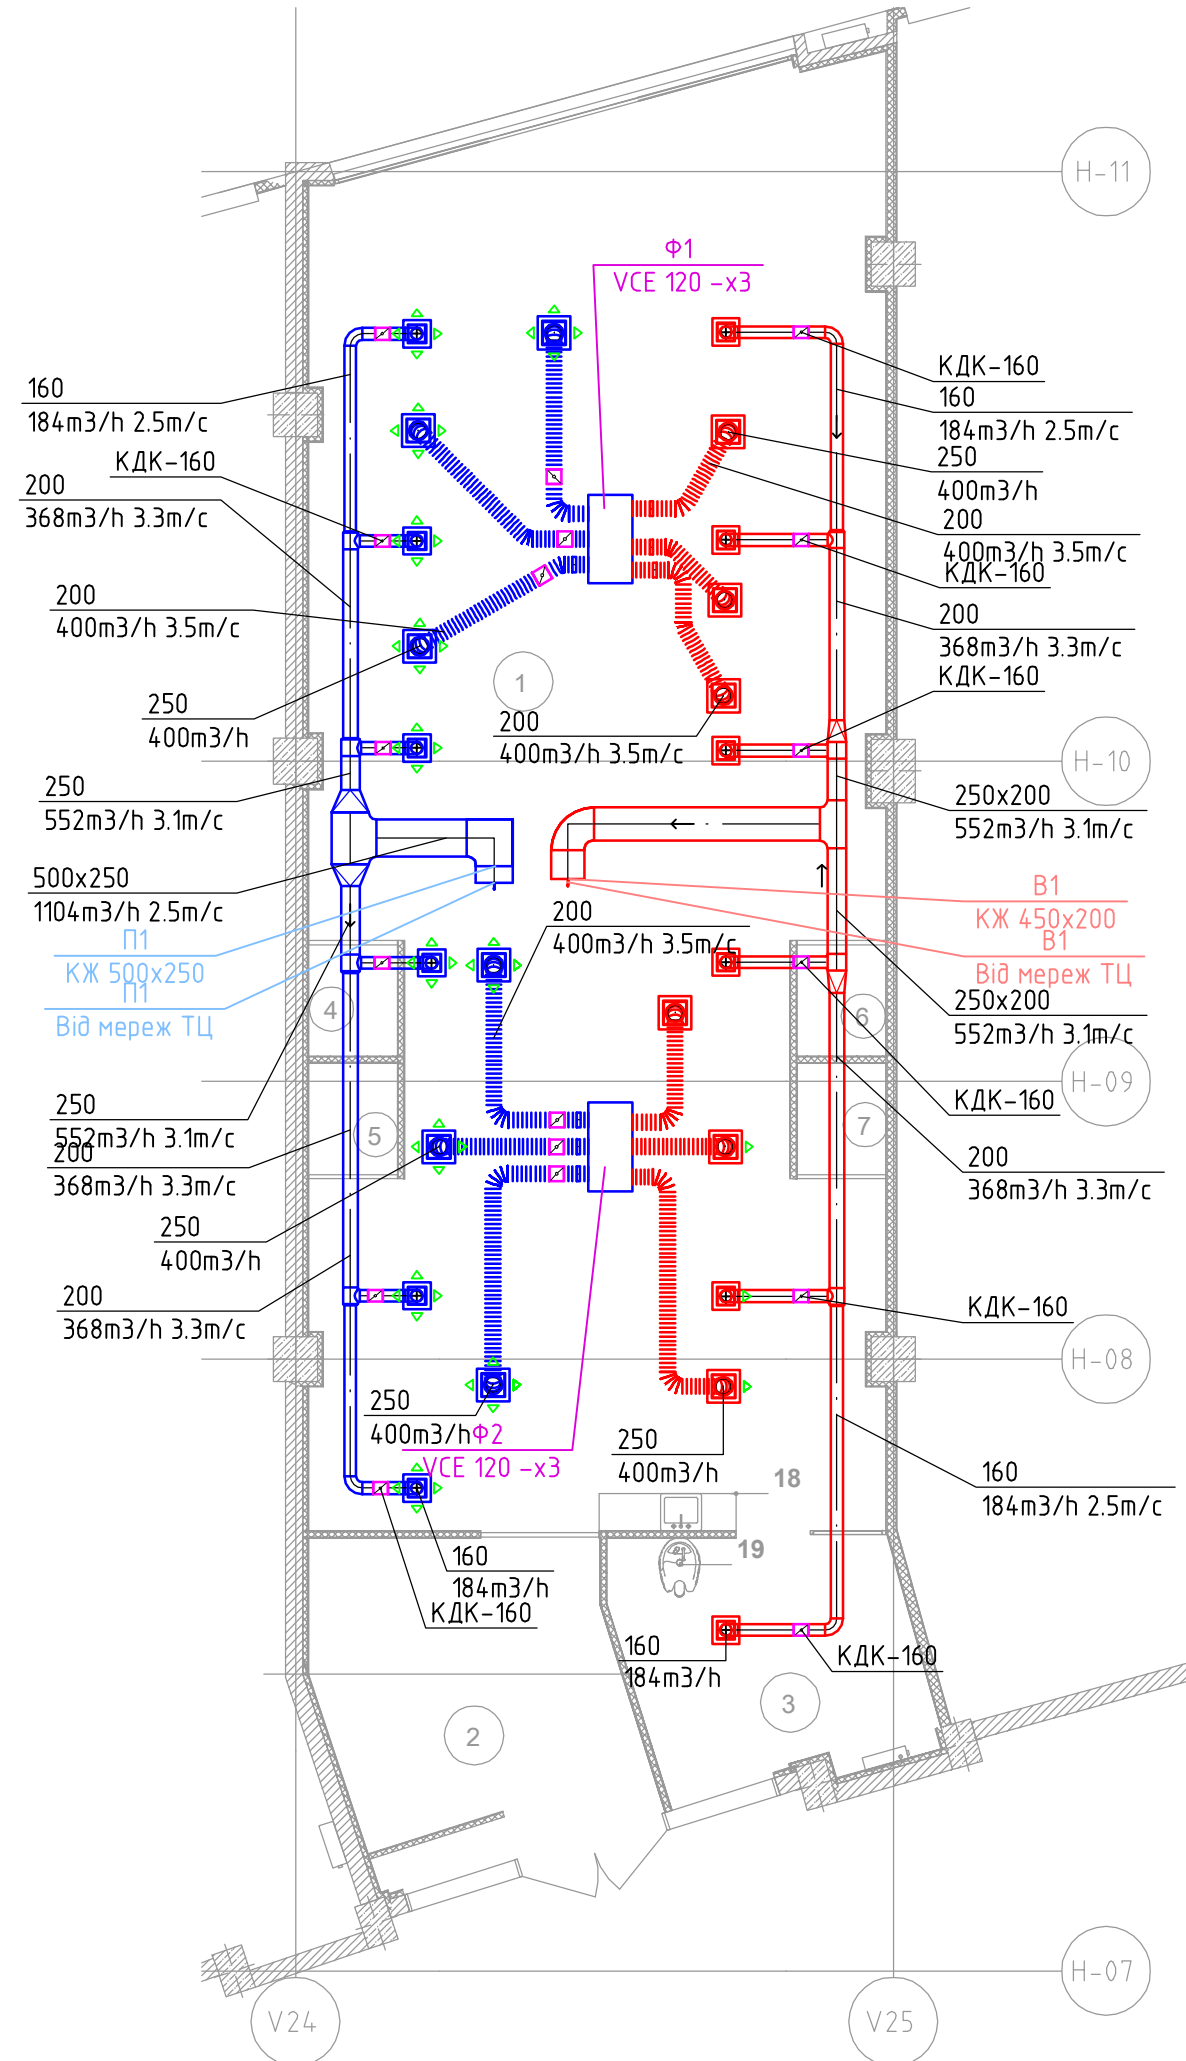 H-11
Ф1
VCE 120 -x3
КДК-160
160
184m3/h 2.5m/c
160
184m3/h 2.5m/c
КДК-160
250
400m3/h
200
368m3/h 3.3m/c
200
400m3/h 3.5m/c
КДК-160
200
400m3/h 3.5m/c
200
368m3/h 3.3m/c
КДК-160
1
250
400m3/h
200
400m3/h 3.5m/c
H-10
250
552m3/h 3.1m/c
250x200
552m3/h 3.1m/c
500x250
1104m3/h 2.5m/c
В1
КЖ 450x200
200
400m3/h 3.5m/c
П1
КЖ 500x250
В1
Від мереж ТЦ
П1
Від мереж ТЦ
4
6
250x200
552m3/h 3.1m/c
H-09
КДК-160
250
552m3/h 3.1m/c
5
7
200
368m3/h 3.3m/c
200
368m3/h 3.3m/c
250
400m3/h
200
368m3/h 3.3m/c
КДК-160
H-08
250
400m3/h
Ф2
VCE 120 -x3
250
400m3/h
18
160
184m3/h 2.5m/c
19
160
184m3/h
КДК-160
160
184m3/h
КДК-160
3
2
H-07
V24
V25